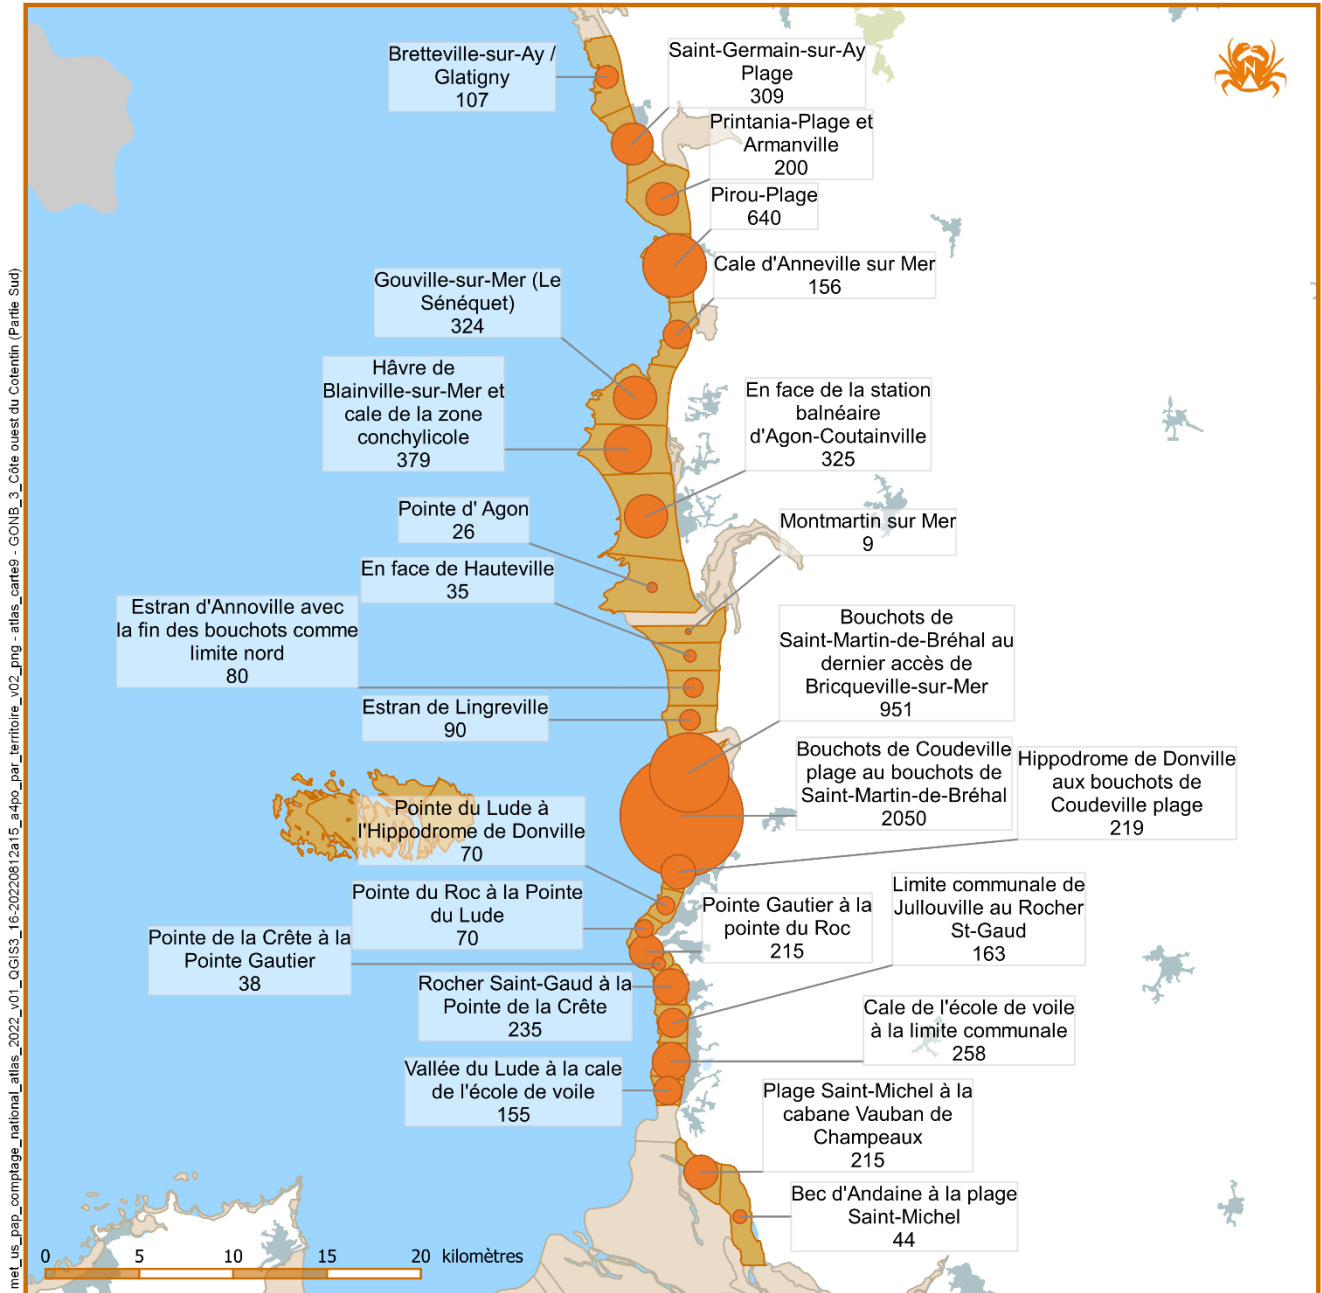 Bretteville-sur-Ay /
Glatigny
107
Saint-Germain-sur-Ay
Plage
309
Printania-Plage et
Armanville
200
Pirou-Plage
640
Cale d'Anneville sur Mer
156
Gouville-sur-Mer (Le
Sénéquet)
324
Hâvre de
Blainville-sur-Mer et
cale de la zone
conchylicole
379
En face de la station
balnéaire
d'Agon-Coutainville
325
Pointe d' Agon
26
Montmartin sur Mer
9
En face de Hauteville
35
Estran d'Annoville avec
la fin des bouchots comme
limite nord
80
Bouchots de
Saint-Martin-de-Bréhal au
dernier accès de
Bricqueville-sur-Mer
951
Estran de Lingreville
90
Bouchots de Coudeville
plage au bouchots de
Saint-Martin-de-Bréhal
2050
Hippodrome de Donville
aux bouchots de
Coudeville plage
219
Pointe du Lude à
l'Hippodrome de Donville
70
Pointe du Roc à la Pointe
du Lude
70
Limite communale de
Jullouville au Rocher
St-Gaud
163
Pointe Gautier à la
pointe du Roc
215
Pointe de la Crête à la
Pointe Gautier
38
Rocher Saint-Gaud à la
Pointe de la Crête
235
Cale de l'école de voile
à la limite communale
258
Vallée du Lude à la cale
de l'école de voile
155
Plage Saint-Michel à la
cabane Vauban de
Champeaux
215
Bec d'Andaine à la plage
Saint-Michel
44
0 5 10 15 20 kilomètres
met_us_pap_comptage_national_atlas_2022_v01_QGIS3_16-20220812a15_a4po_par_territoire_v02_png - atlas_carte9 - GONB_3_Côte ouest du Cotentin (Partie Sud)
N